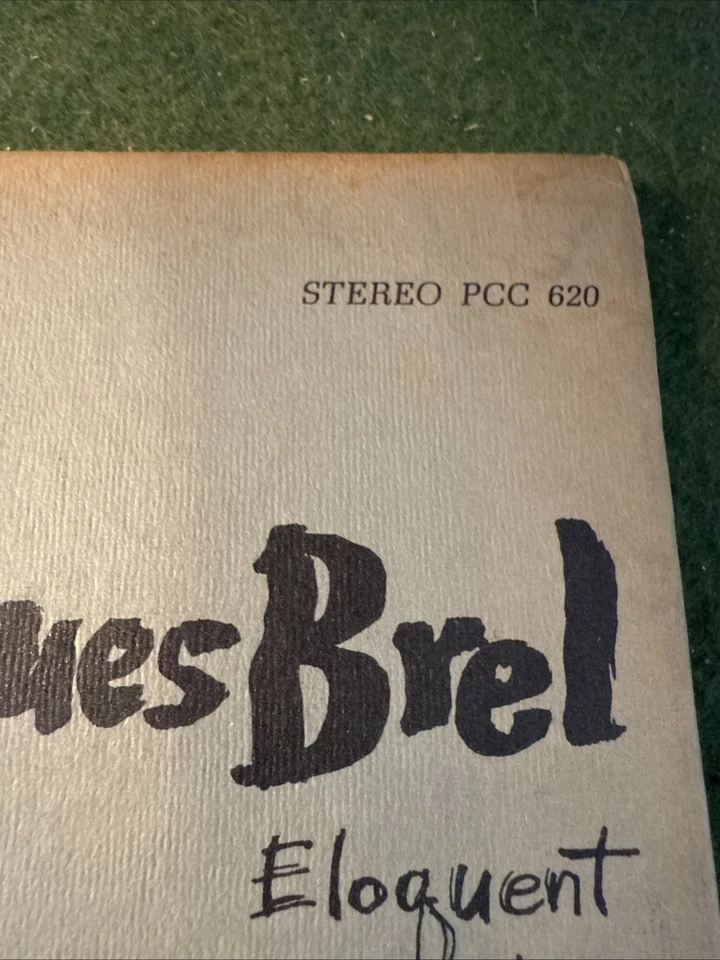 STEREO PCC 620
ues Brel
Eloquent